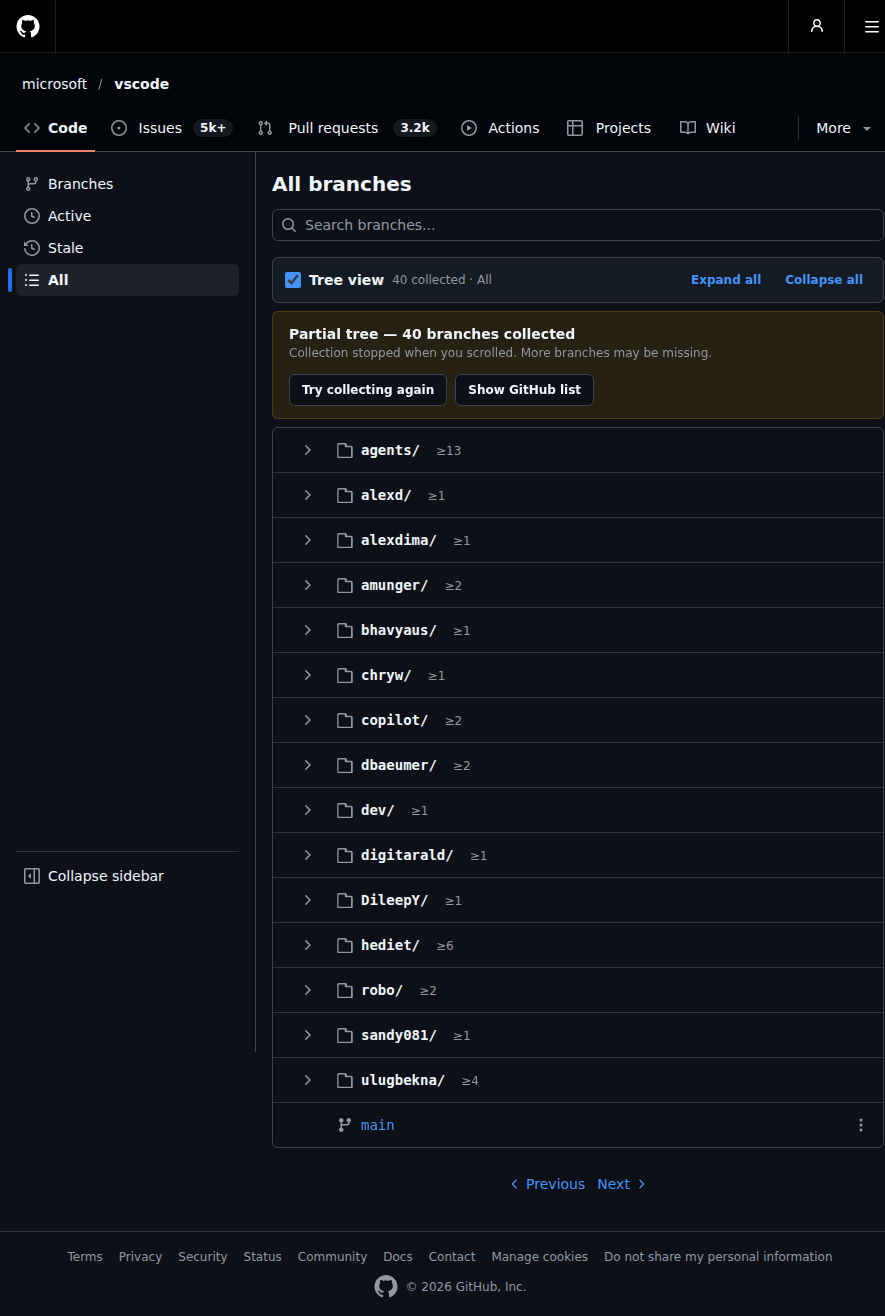 microsoft / vscode
Code Issues 5k+ Pull requests 3.2k Actions Projects Wiki More
Branches
Active
Stale
All
Collapse sidebar
All branches
Search branches...
Tree view 40 collected · All Expand all Collapse all
Partial tree — 40 branches collected
Collection stopped when you scrolled. More branches may be missing.
Try collecting again Show GitHub list
agents/ ≥13
alexd/ ≥1
alexdima/ ≥1
amunger/ ≥2
bhavyaus/ ≥1
chryw/ ≥1
copilot/ ≥2
dbaeumer/ ≥2
dev/ ≥1
digitarald/ ≥1
DileepY/ ≥1
hediet/ ≥6
robo/ ≥2
sandy081/ ≥1
ulugbekna/ ≥4
main
Previous Next
Terms Privacy Security Status Community Docs Contact Manage cookies Do not share my personal information
© 2026 GitHub, Inc.